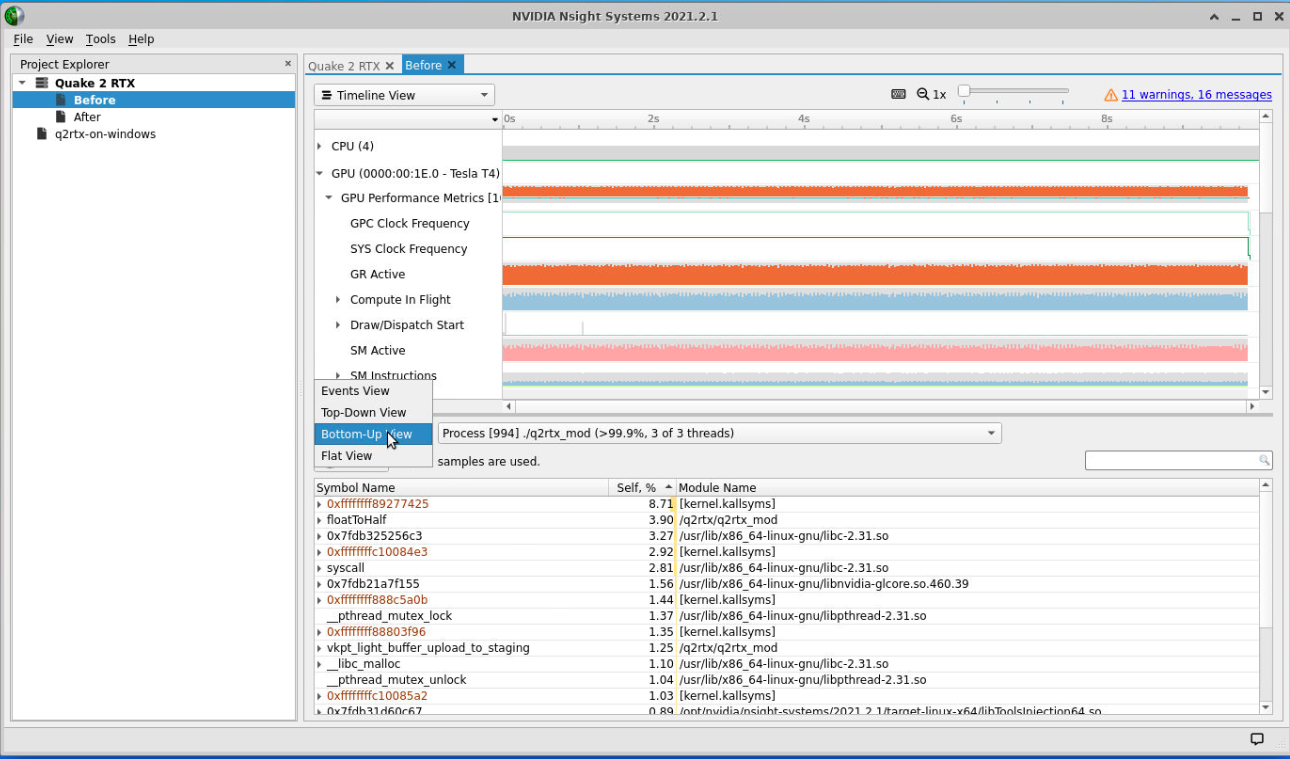 NVIDIA Nsight Systems 2021.2.1
File View Tools Help
Project Explorer
Quake 2 RTX
Before
After
q2rtx-on-windows
Quake 2 RTX
Before
Timeline View
1x
11 warnings, 16 messages
0s 2s 4s 6s 8s
CPU (4)
GPU (0000:00:1E.0 - Tesla T4)
GPU Performance Metrics [1
GPC Clock Frequency
SYS Clock Frequency
GR Active
Compute In Flight
Draw/Dispatch Start
SM Active
SM Instructions
Events View
Top-Down View
Bottom-Up View
Flat View
Process [994] ./q2rtx_mod (>99.9%, 3 of 3 threads)
samples are used.
Symbol Name Self, % Module Name
0xffffffff89277425 8.71 [kernel.kallsyms]
floatToHalf 3.90 /q2rtx/q2rtx_mod
0x7fdb325256c3 3.27 /usr/lib/x86_64-linux-gnu/libc-2.31.so
0xffffffffc10084e3 2.92 [kernel.kallsyms]
syscall 2.81 /usr/lib/x86_64-linux-gnu/libc-2.31.so
0x7fdb21a7f155 1.56 /usr/lib/x86_64-linux-gnu/libnvidia-glcore.so.460.39
0xffffffff888c5a0b 1.44 [kernel.kallsyms]
__pthread_mutex_lock 1.37 /usr/lib/x86_64-linux-gnu/libpthread-2.31.so
0xffffffff88803f96 1.35 [kernel.kallsyms]
vkpt_light_buffer_upload_to_staging 1.25 /q2rtx/q2rtx_mod
__libc_malloc 1.10 /usr/lib/x86_64-linux-gnu/libc-2.31.so
__pthread_mutex_unlock 1.04 /usr/lib/x86_64-linux-gnu/libpthread-2.31.so
0xffffffffc10085a2 1.03 [kernel.kallsyms]
0x7fdb31d60c67 0.89 /opt/nvidia/nsight-systems/2021.2.1/target-linux-x64/libToolsInjection64.so